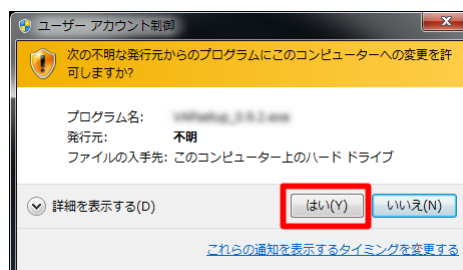 ユーザー アカウント制御
次の不明な発行元からのプログラムにこのコンピューターへの変更を許
可しますか?
プログラム名:
発行元: 不明
ファイルの入手先: このコンピューター上のハード ドライブ
詳細を表示する(D) はい(Y) いいえ(N)
これらの通知を表示するタイミングを変更する